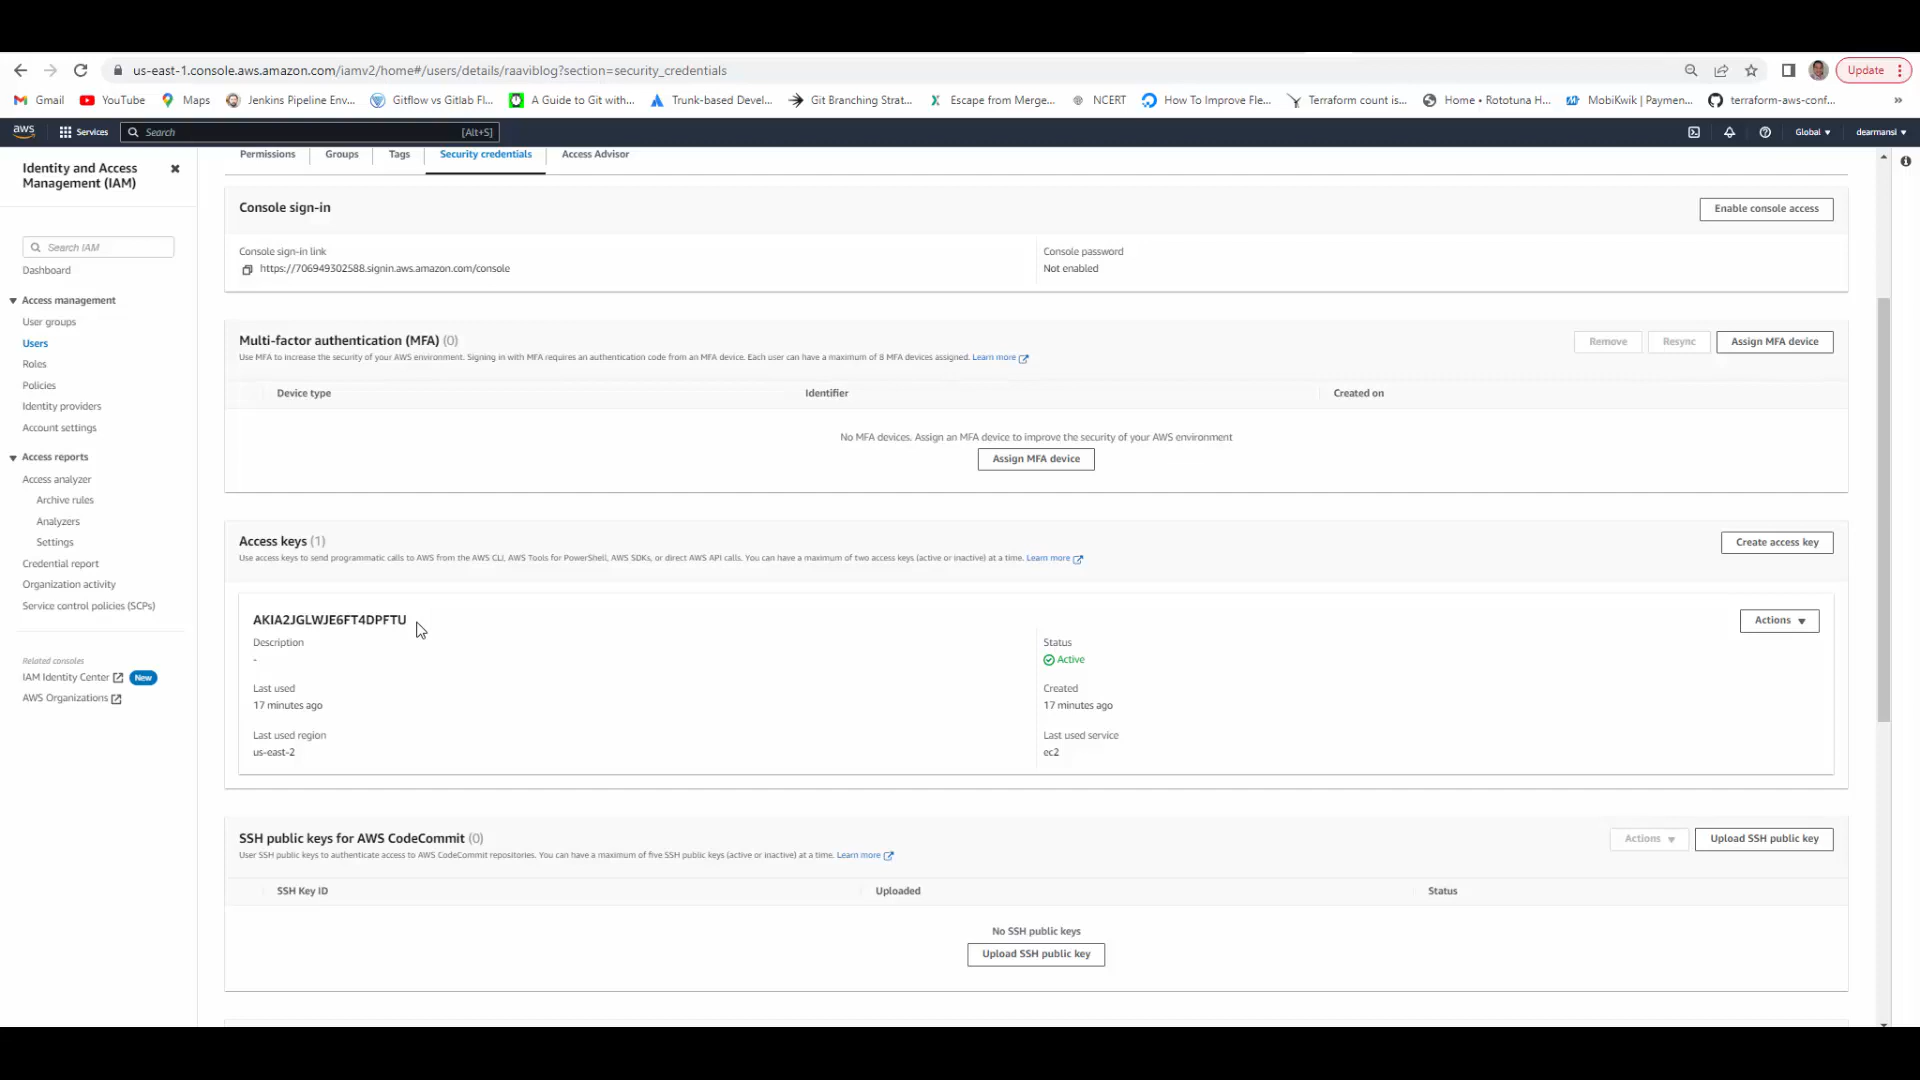 us-east-1.console.aws.amazon.com/iamv2/home#/users/details/raaviblog?section=security_credentials
Update
Gmail
YouTube
Maps
Jenkins Pipeline Env...
Gitflow vs Gitlab Fl...
A Guide to Git with...
Trunk-based Devel...
Git Branching Strat...
Escape from Merge...
NCERT
How To Improve Fle...
Terraform count is...
Home • Rototuna H...
MobiKwik | Paymen...
terraform-aws-conf...
aws
Services
Search
[Alt+S]
Global
dearmansi
Identity and Access
Management (IAM)
Search IAM
Dashboard
Access management
User groups
Users
Roles
Policies
Identity providers
Account settings
Access reports
Access analyzer
Archive rules
Analyzers
Settings
Credential report
Organization activity
Service control policies (SCPs)
Related consoles
IAM Identity Center
New
AWS Organizations
Permissions
Groups
Tags
Security credentials
Access Advisor
Console sign-in
Enable console access
Console sign-in link
https://706949302588.signin.aws.amazon.com/console
Console password
Not enabled
Multi-factor authentication (MFA) (0)
Use MFA to increase the security of your AWS environment. Signing in with MFA requires an authentication code from an MFA device. Each user can have a maximum of 8 MFA devices assigned. Learn more
Remove
Resync
Assign MFA device
Device type
Identifier
Created on
No MFA devices. Assign an MFA device to improve the security of your AWS environment
Assign MFA device
Access keys (1)
Use access keys to send programmatic calls to AWS from the AWS CLI, AWS Tools for PowerShell, AWS SDKs, or direct AWS API calls. You can have a maximum of two access keys (active or inactive) at a time. Learn more
Create access key
AKIA2JGLWJE6FT4DPFTU
Actions
Description
-
Status
Active
Last used
17 minutes ago
Created
17 minutes ago
Last used region
us-east-2
Last used service
ec2
SSH public keys for AWS CodeCommit (0)
User SSH public keys to authenticate access to AWS CodeCommit repositories. You can have a maximum of five SSH public keys (active or inactive) at a time. Learn more
Actions
Upload SSH public key
SSH Key ID
Uploaded
Status
No SSH public keys
Upload SSH public key